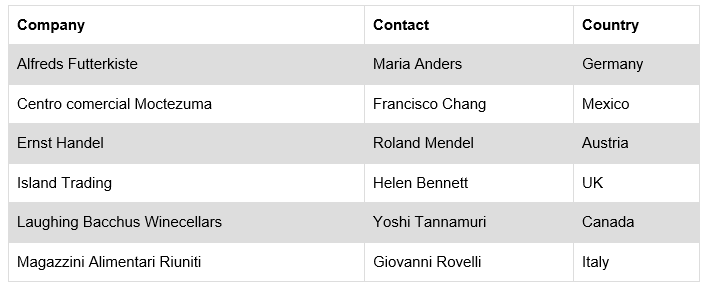 Company Contact Country
Alfreds Futterkiste Maria Anders Germany
Centro comercial Moctezuma Francisco Chang Mexico
Ernst Handel Roland Mendel Austria
Island Trading Helen Bennett UK
Laughing Bacchus Winecellars Yoshi Tannamuri Canada
Magazzini Alimentari Riuniti Giovanni Rovelli Italy